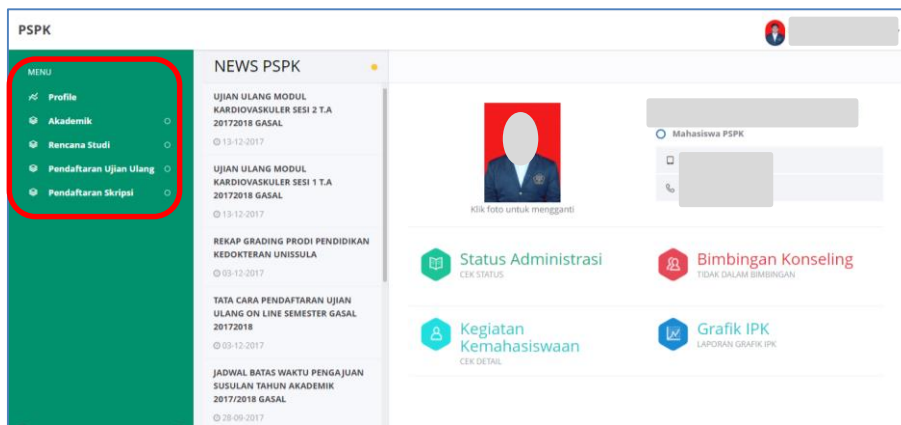 PSPK
MENU
Profile
Akademik
Rencana Studi
Pendaftaran Ujian Ulang
Pendaftaran Skripsi
NEWS PSPK
UJIAN ULANG MODUL
KARDIOVASKULER SESI 2 T.A
20172018 GASAL
13-12-2017
UJIAN ULANG MODUL
KARDIOVASKULER SESI 1 T.A
20172018 GASAL
13-12-2017
REKAP GRADING PRODI PENDIDIKAN
KEDOKTERAN UNISSULA
03-12-2017
TATA CARA PENDAFTARAN UJIAN
ULANG ON LINE SEMESTER GASAL
20172018
03-12-2017
JADWAL BATAS WAKTU PENGAJUAN
SUSULAN TAHUN AKADEMIK
2017/2018 GASAL
28-09-2017
Klik foto untuk mengganti
Mahasiswa PSPK
Status Administrasi
CEK STATUS
Bimbingan Konseling
TIDAK DALAM BIMBINGAN
Kegiatan
Kemahasiswaan
CEK DETAIL
Grafik IPK
LAPORAN GRAFIK IPK